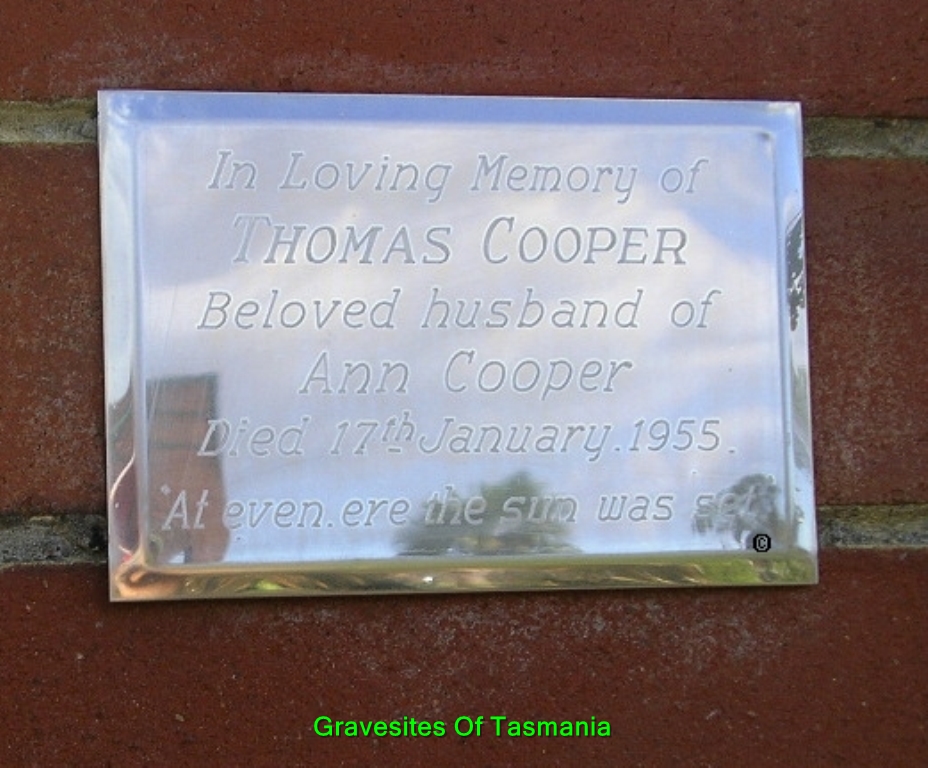 In Loving Memory of
THOMAS COOPER
Beloved husband of
Ann Cooper
Died 17th January.1955.
"At even.ere the sun was set"
©
Gravesites Of Tasmania